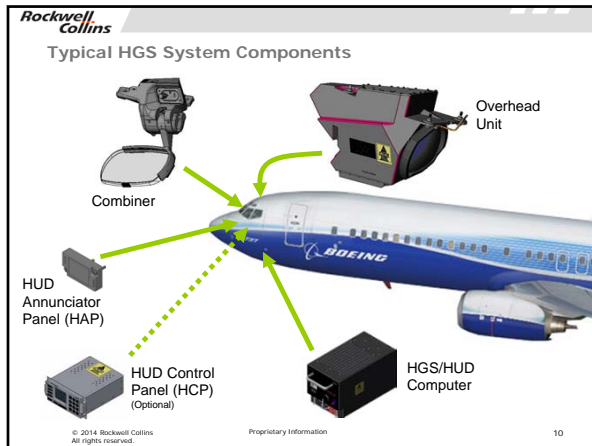 Rockwell
Collins
Typical HGS System Components
Overhead
Unit
Combiner
BOEING
HUD
Annunciator
Panel (HAP)
HUD Control
Panel (HCP)
(Optional)
HGS/HUD
Computer
© 2014 Rockwell Collins
All rights reserved.
Proprietary Information
10